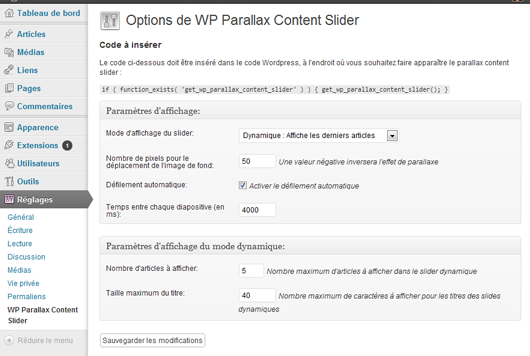 Tableau de bord
Articles
Médias
Liens
Pages
Commentaires
Apparence
Extensions 1
Utilisateurs
Outils
Réglages
Général
Écriture
Lecture
Discussion
Médias
Vie privée
Permaliens
WP Parallax Content
Slider
Réduire le menu
Options de WP Parallax Content Slider
Code à insérer
Le code ci-dessous doit être inséré dans le code Wordpress, à l'endroit où vous souhaitez faire apparaître le parallax content
slider :
if ( function_exists( 'get_wp_parallax_content_slider' ) ) { get_wp_parallax_content_slider(); }
Paramètres d'affichage:
Mode d'affichage du slider: Dynamique : Affiche les derniers articles
Nombre de pixels pour le
déplacement de l'image de fond: 50 Une valeur négative inversera l'effet de parallaxe
Défilement automatique: Activer le défilement automatique
Temps entre chaque diapositive (en
ms): 4000
Paramètres d'affichage du mode dynamique:
Nombre d'articles à afficher: 5 Nombre maximum d'articles à afficher dans le slider dynamique
Taille maximum du titre: 40 Nombre maximum de caractères à afficher pour les titres des slides
dynamiques
Sauvegarder les modifications